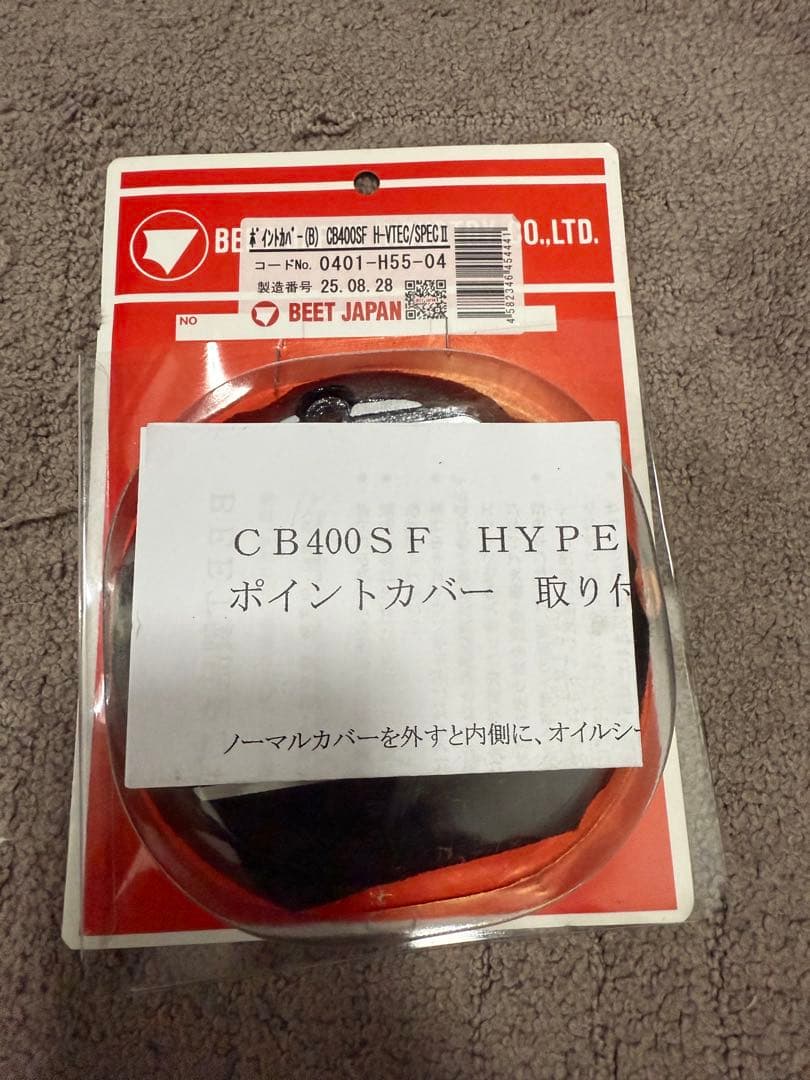 BE CO.,LTD.
ﾎﾟｲﾝﾄｶﾊﾞｰ(B) CB400SF H-VTEC/SPECⅡ
コードNo. 0401-H55-04
製造番号 25.08.28
BEET JAPAN
4582346454441
NO
CB400SF HYPE
ポイントカバー 取り付
ノーマルカバーを外すと内側に、オイルシー